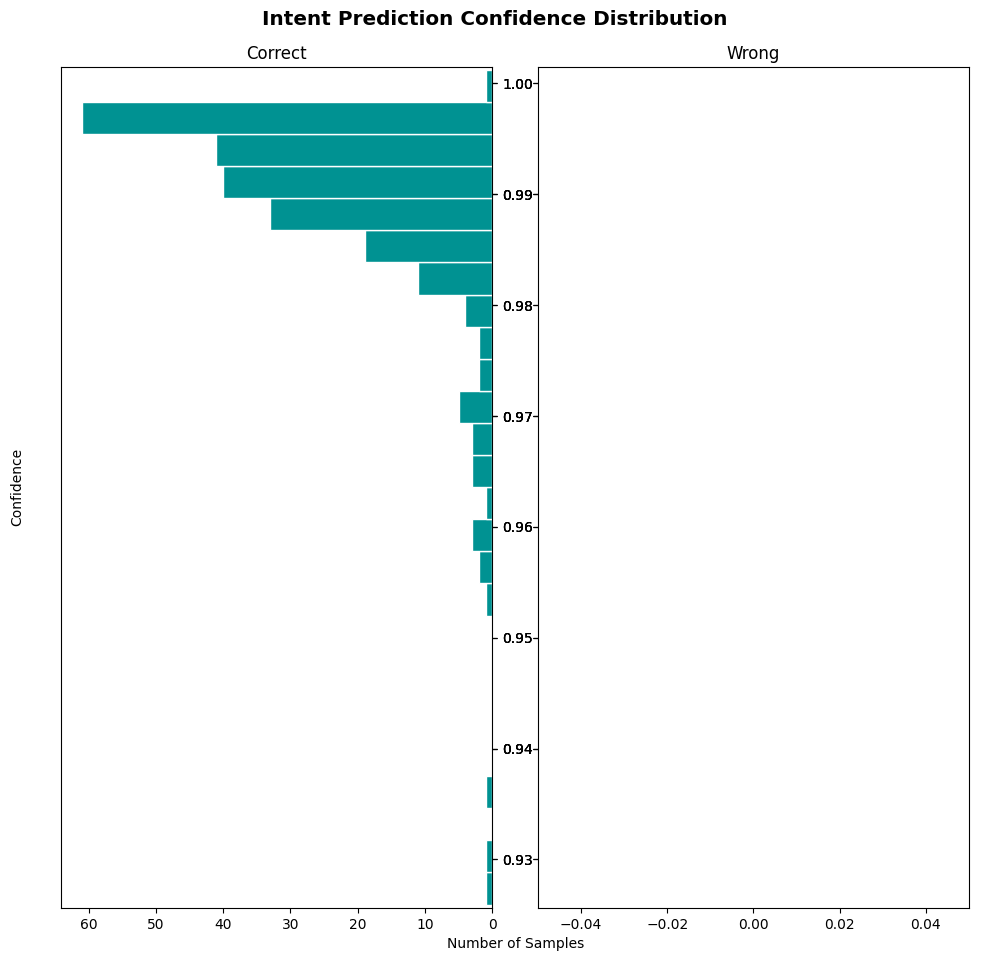 Intent Prediction Confidence Distribution
Correct
Wrong
1.00
0.99
0.98
0.97
0.96
0.95
0.94
0.93
Confidence
60 50 40 30 20 10 0
−0.04 −0.02 0.00 0.02 0.04
Number of Samples